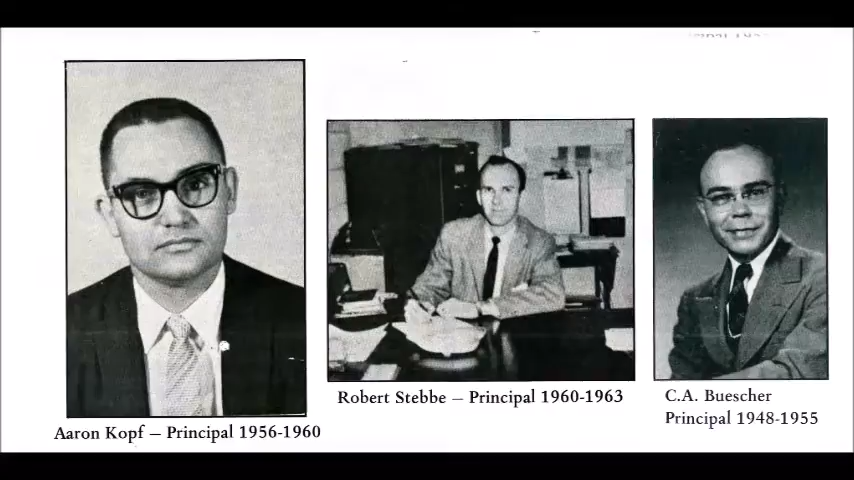 Aaron Kopf — Principal 1956-1960
Robert Stebbe — Principal 1960-1963
C.A. Buescher
Principal 1948-1955